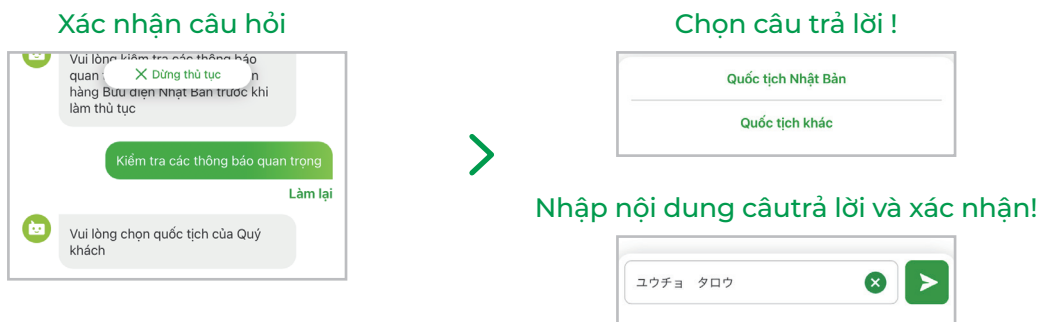 Xác nhận câu hỏi
Vui lòng kiểm tra các thông báo
quan
n
hàng Bưu điện Nhật Bản trước khi
làm thủ tục
Dừng thủ tục
Kiểm tra các thông báo quan trọng
Làm lại
Vui lòng chọn quốc tịch của Quý
khách
Chọn câu trả lời !
Quốc tịch Nhật Bản
Quốc tịch khác
Nhập nội dung câutrả lời và xác nhận!
ユウチョ　タロウ